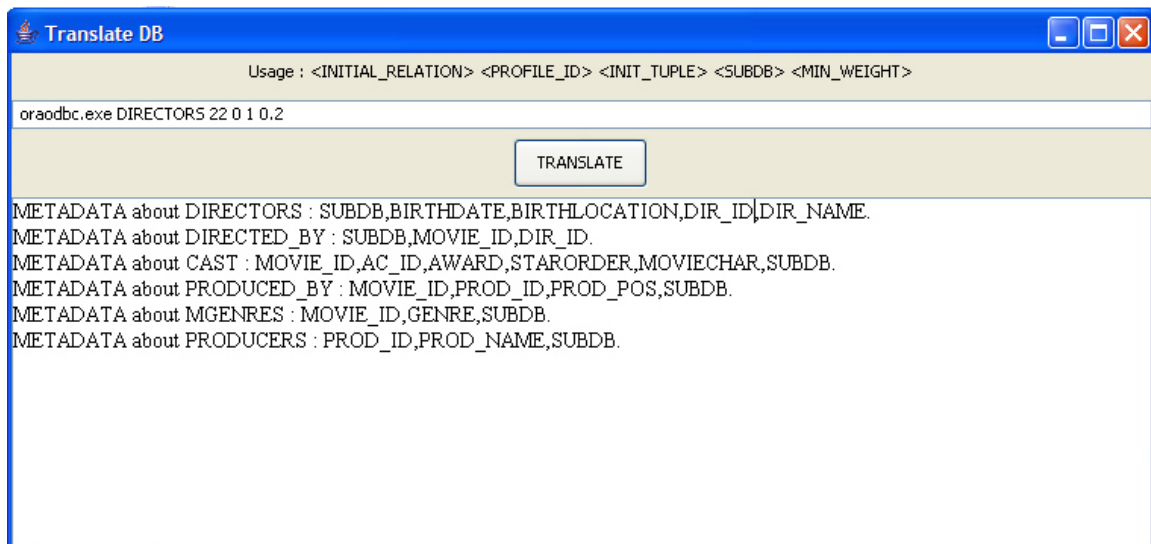 Translate DB
Usage : <INITIAL_RELATION> <PROFILE_ID> <INIT_TUPLE> <SUBDB> <MIN_WEIGHT>
oraodbc.exe DIRECTORS 22 0 1 0.2
TRANSLATE
METADATA about DIRECTORS : SUBDB,BIRTHDATE,BIRTHLOCATION,DIR_ID,DIR_NAME.
METADATA about DIRECTED_BY : SUBDB,MOVIE_ID,DIR_ID.
METADATA about CAST : MOVIE_ID,AC_ID,AWARD,STARORDER,MOVIECHAR,SUBDB.
METADATA about PRODUCED_BY : MOVIE_ID,PROD_ID,PROD_POS,SUBDB.
METADATA about MGENRES : MOVIE_ID,GENRE,SUBDB.
METADATA about PRODUCERS : PROD_ID,PROD_NAME,SUBDB.